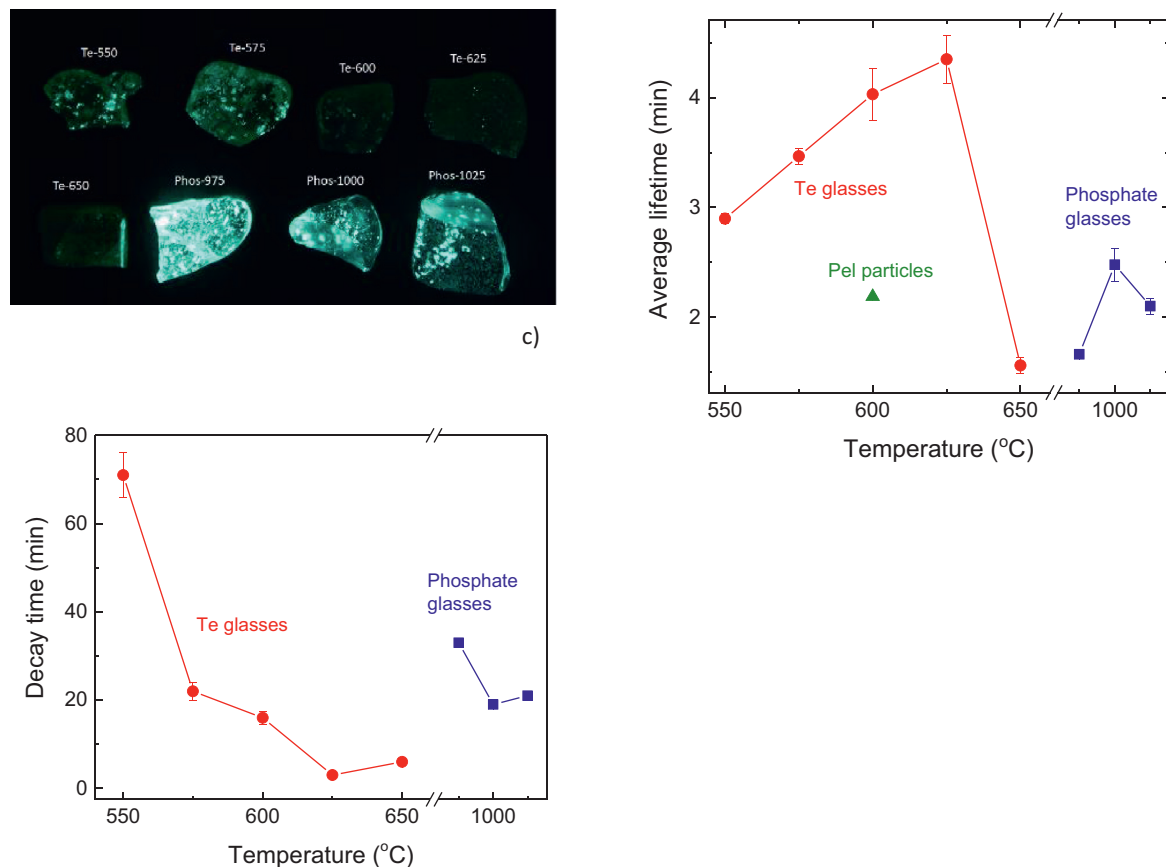 Te-550
Te-575
Te-600
Te-625
Te-650
Phos-975
Phos-1000
Phos-1025
c)
Average lifetime (min)
4
3
2
Te glasses
Phosphate
glasses
Pel particles
550
600
650
1000
Temperature (°C)
Decay time (min)
80
60
40
20
0
Phosphate
glasses
Te glasses
550
600
650
1000
Temperature (°C)